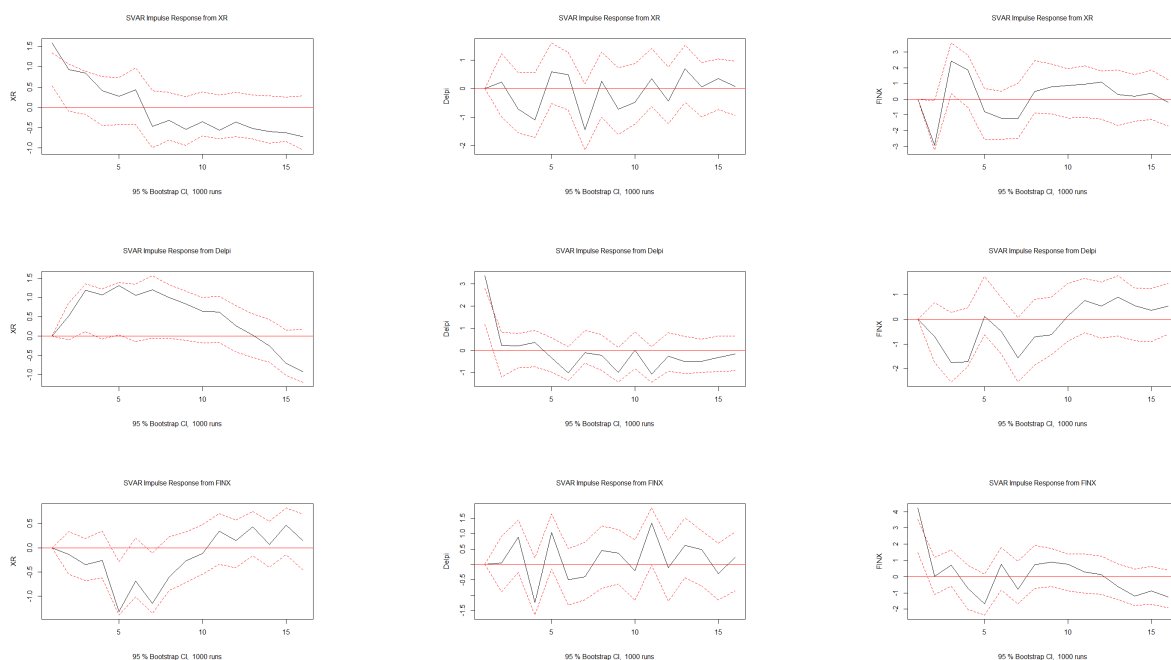 SVAR Impulse Response from XR
SVAR Impulse Response from XR
SVAR Impulse Response from XR
XR
1.5
1.0
0.5
0.0
-0.5
-1.0
5
10
15
95 % Bootstrap CI, 1000 runs
Delpi
1
0
-1
-2
5
10
15
95 % Bootstrap CI, 1000 runs
FINX
3
2
1
0
-1
-2
-3
5
10
15
95 % Bootstrap CI, 1000 runs
SVAR Impulse Response from Delpi
SVAR Impulse Response from Delpi
SVAR Impulse Response from Delpi
XR
1.5
1.0
0.5
0.0
-0.5
-1.0
5
10
15
95 % Bootstrap CI, 1000 runs
Delpi
3
2
1
0
-1
5
10
15
95 % Bootstrap CI, 1000 runs
FINX
1
0
-1
-2
5
10
15
95 % Bootstrap CI, 1000 runs
SVAR Impulse Response from FINX
SVAR Impulse Response from FINX
SVAR Impulse Response from FINX
XR
0.5
0.0
-0.5
-1.0
5
10
15
95 % Bootstrap CI, 1000 runs
Delpi
1.5
1.0
0.5
0.0
-0.5
-1.5
5
10
15
95 % Bootstrap CI, 1000 runs
FINX
4
3
2
1
0
-1
-2
5
10
15
95 % Bootstrap CI, 1000 runs